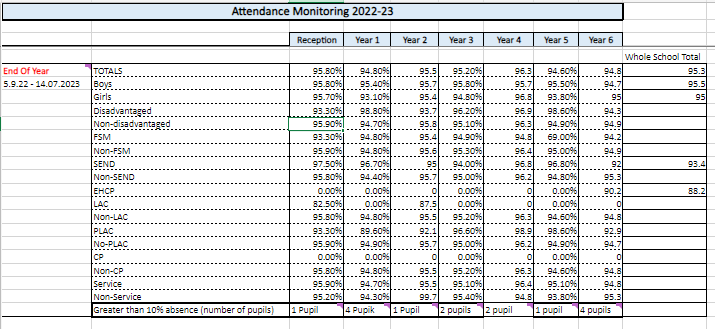 Attendance Monitoring 2022-23
Reception Year 1 Year 2 Year 3 Year 4 Year 5 Year 6
Whole School Total
End Of Year TOTALS 95.80% 94.80% 95.5 95.20% 96.3 94.60% 94.8 95.3
5.9.22 - 14.07.2023 Boys 95.80% 95.40% 95.7 95.80% 95.7 95.50% 94.7 95.5
Girls 95.70% 93.10% 95.4 94.80% 96.8 93.80% 95 95
Disadvantaged 93.30% 98.80% 93.7 96.20% 96.9 98.60% 94.3
Non-disadvantaged 95.90% 94.70% 95.8 95.10% 96.3 94.90% 94.9
FSM 93.30% 94.80% 95.4 94.90% 94.8 69.00% 94.2
Non-FSM 95.90% 94.80% 95.6 95.30% 96.4 95.00% 94.9
SEND 97.50% 96.70% 95 94.00% 96.8 96.80% 92 93.4
Non-SEND 95.80% 94.40% 95.7 95.00% 96.2 94.80% 95.3
EHCP 0.00% 0.00% 0 0.00% 0 0.00% 90.2 88.2
LAC 82.50% 0.00% 87.5 0.00% 0 0.00% 0
Non-LAC 95.80% 94.80% 95.5 95.20% 96.3 94.60% 94.8
PLAC 93.30% 89.60% 92.1 96.60% 98.9 98.60% 92.9
No-PLAC 95.90% 94.90% 95.7 95.00% 96.2 94.90% 94.7
CP 0.00% 0.00% 0 0.00% 0 0.00% 0
Non-CP 95.80% 94.80% 95.5 95.20% 96.3 94.60% 94.8
Service 95.90% 94.70% 95.5 95.10% 96.4 95.10% 94.8
Non-Service 95.20% 94.30% 99.7 95.40% 94.8 93.80% 95.3
Greater than 10% absence (number of pupils) 1 Pupil 4 Pupik 1 Pupil 2 pupils 2 pupil 1 pupil 4 pupils